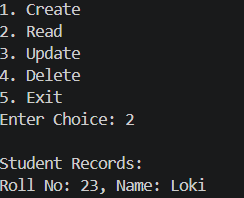 1. Create
2. Read
3. Update
4. Delete
5. Exit
Enter Choice: 2
Student Records:
Roll No: 23, Name: Loki